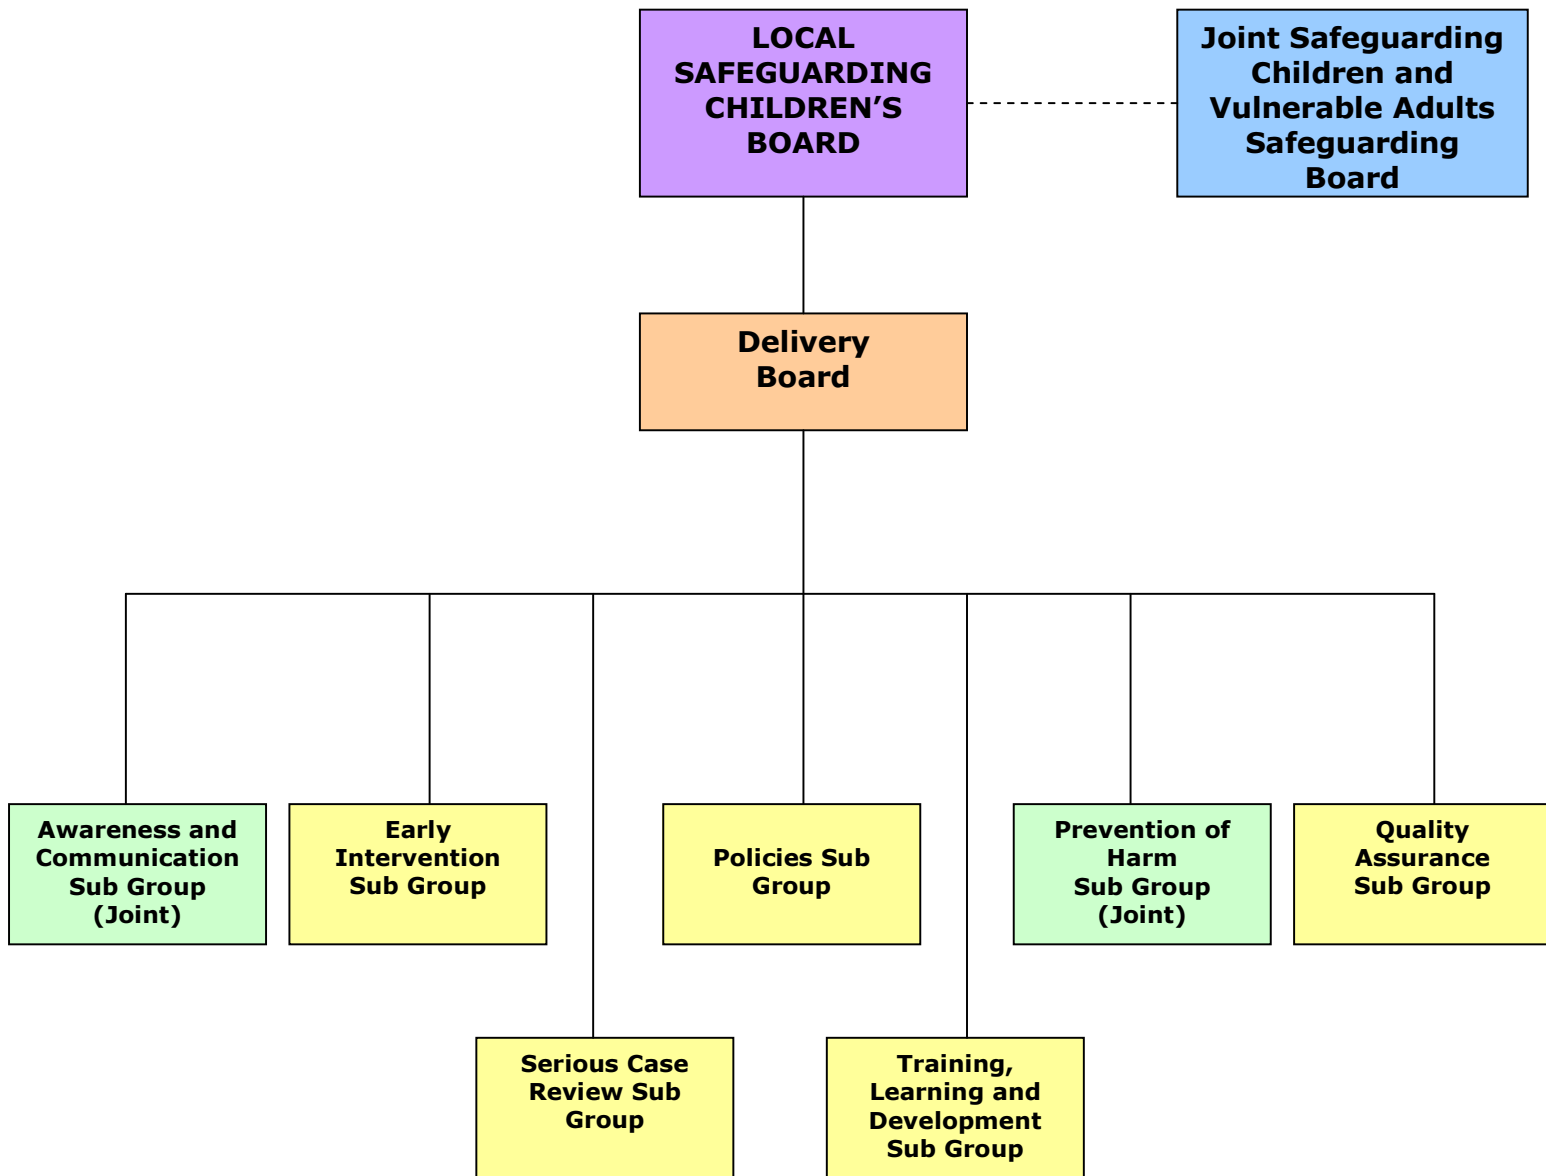 LOCAL
SAFEGUARDING
CHILDREN’S
BOARD
Joint Safeguarding
Children and
Vulnerable Adults
Safeguarding
Board
Delivery
Board
Awareness and
Communication
Sub Group
(Joint)
Early
Intervention
Sub Group
Policies Sub
Group
Prevention of
Harm
Sub Group
(Joint)
Quality
Assurance
Sub Group
Serious Case
Review Sub
Group
Training,
Learning and
Development
Sub Group